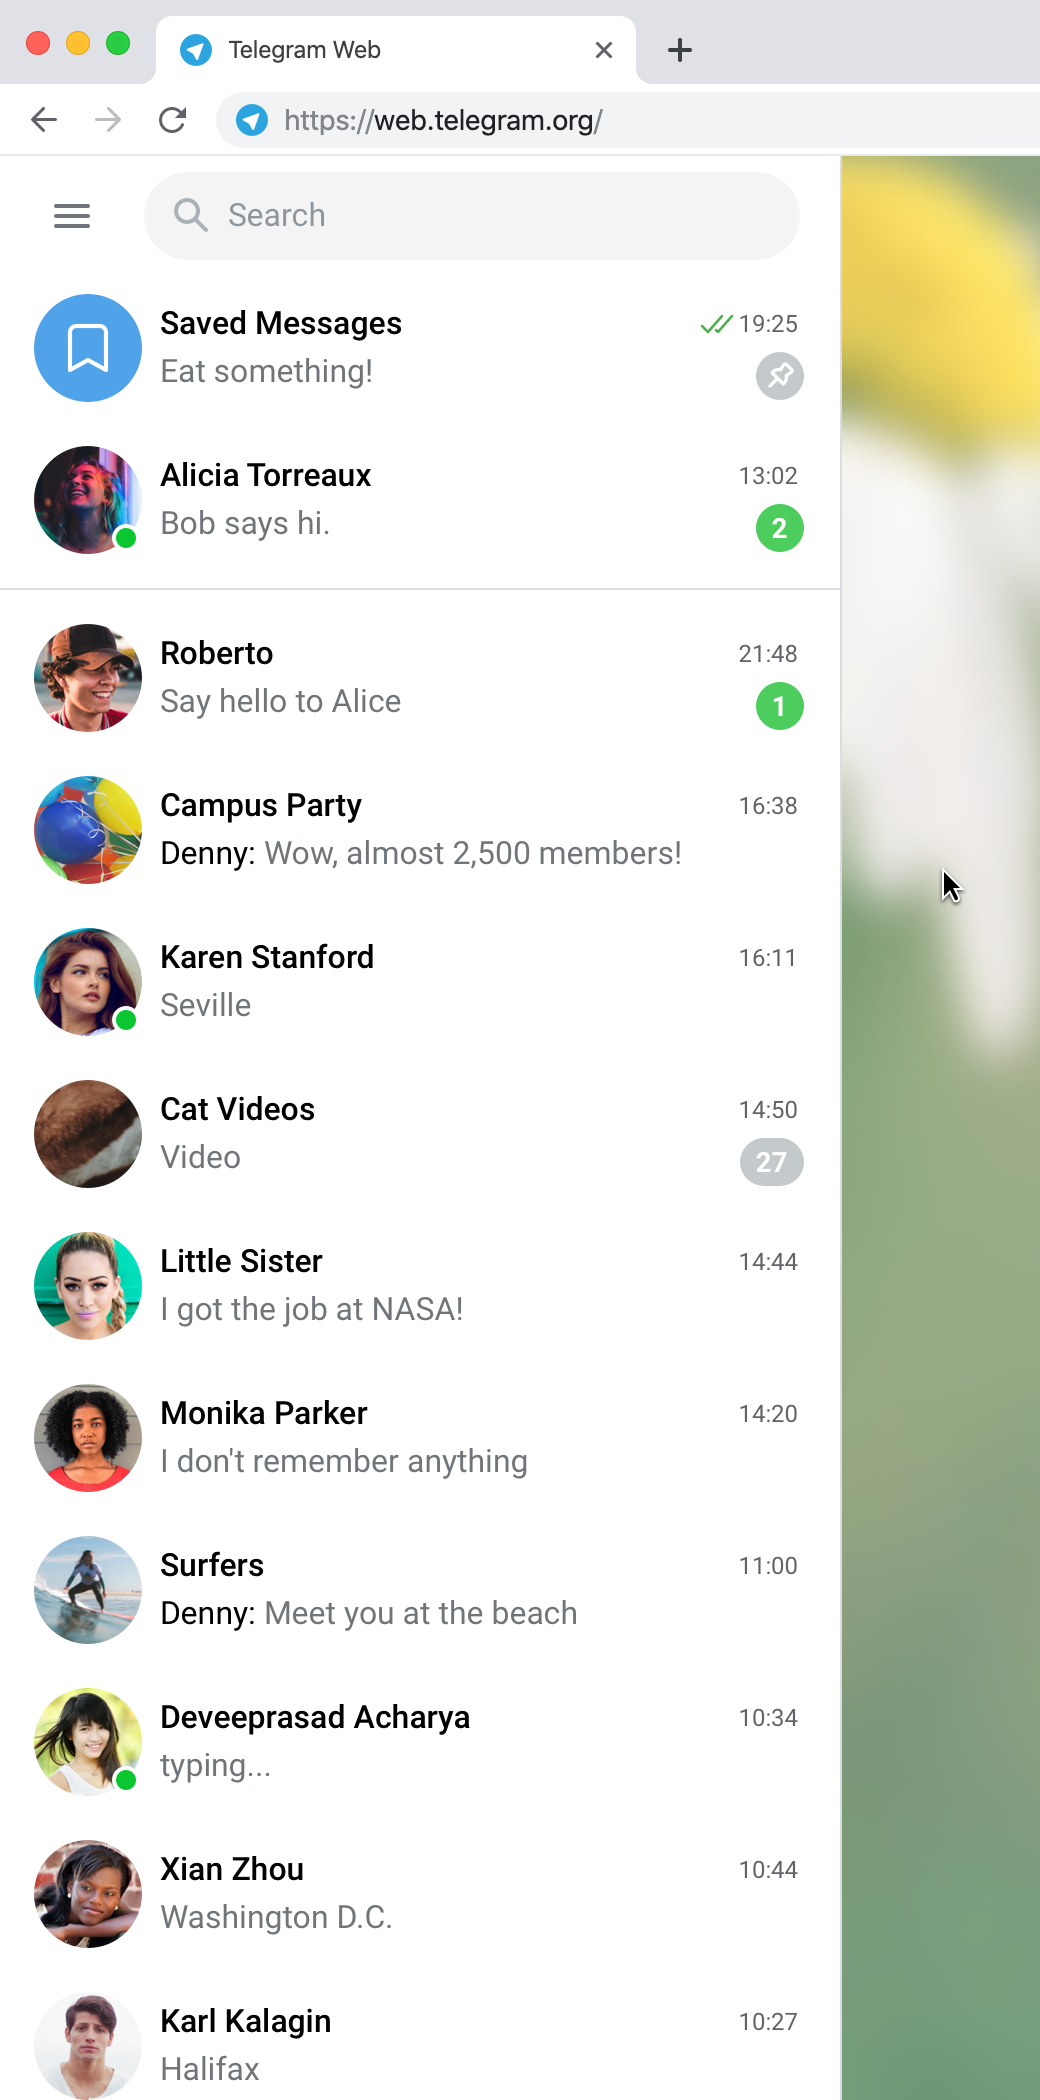 Telegram Web
https://web.telegram.org/
Search
Saved Messages 19:25
Eat something!
Alicia Torreaux 13:02
Bob says hi. 2
Roberto 21:48
Say hello to Alice 1
Campus Party 16:38
Denny: Wow, almost 2,500 members!
Karen Stanford 16:11
Seville
Cat Videos 14:50
Video 27
Little Sister 14:44
I got the job at NASA!
Monika Parker 14:20
I don't remember anything
Surfers 11:00
Denny: Meet you at the beach
Deveeprasad Acharya 10:34
typing...
Xian Zhou 10:44
Washington D.C.
Karl Kalagin 10:27
Halifax